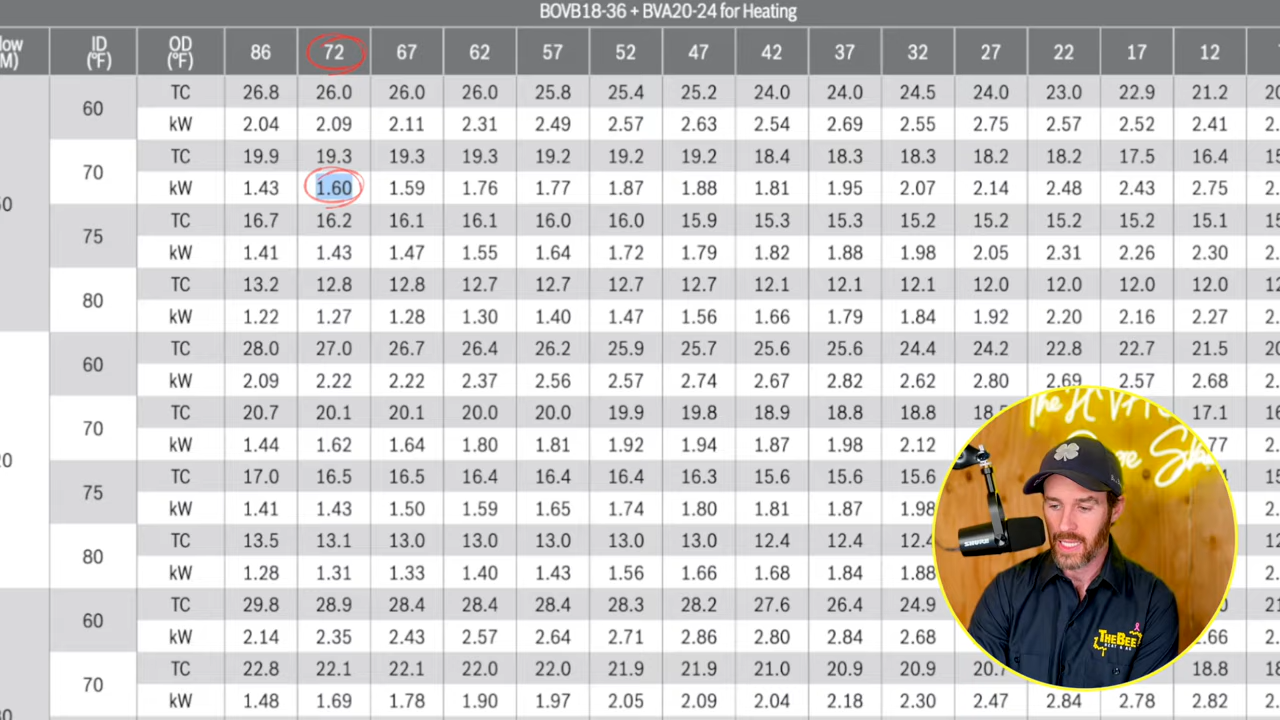 BOVB18-36 + BVA20-24 for Heating
ID OD 86 72 67 62 57 52 47 42 37 32 27 22 17 12
(°F) (°F)
60 TC 26.8 26.0 26.0 26.0 25.8 25.4 25.2 24.0 24.0 24.5 24.0 23.0 22.9 21.2
kW 2.04 2.09 2.11 2.31 2.49 2.57 2.63 2.54 2.69 2.55 2.75 2.57 2.52 2.41
70 TC 19.9 19.3 19.3 19.3 19.2 19.2 19.2 18.4 18.3 18.3 18.2 18.2 17.5 16.4
kW 1.43 1.60 1.59 1.76 1.77 1.87 1.88 1.81 1.95 2.07 2.14 2.48 2.43 2.75
75 TC 16.7 16.2 16.1 16.1 16.0 16.0 15.9 15.3 15.3 15.2 15.2 15.2 15.2 15.1
kW 1.41 1.43 1.47 1.55 1.64 1.72 1.79 1.82 1.88 1.98 2.05 2.31 2.26 2.30
80 TC 13.2 12.8 12.8 12.7 12.7 12.7 12.7 12.1 12.1 12.1 12.0 12.0 12.0 12.0
kW 1.22 1.27 1.28 1.30 1.40 1.47 1.56 1.66 1.79 1.84 1.92 2.20 2.16 2.27
60 TC 28.0 27.0 26.7 26.4 26.2 25.9 25.7 25.6 25.6 24.4 24.2 22.8 22.7 21.5
kW 2.09 2.22 2.22 2.37 2.56 2.57 2.74 2.67 2.82 2.62 2.80 2.69 2.57 2.68
70 TC 20.7 20.1 20.1 20.0 20.0 19.9 19.8 18.9 18.8 18.8 17.1
kW 1.44 1.62 1.64 1.80 1.81 1.92 1.94 1.87 1.98 2.12
75 TC 17.0 16.5 16.5 16.4 16.4 16.4 16.3 15.6 15.6 15.6
kW 1.41 1.43 1.50 1.59 1.65 1.74 1.80 1.81 1.87 1.98
80 TC 13.5 13.1 13.0 13.0 13.0 13.0 13.0 12.4 12.4
kW 1.28 1.31 1.33 1.40 1.43 1.56 1.66 1.68 1.84 1.88
60 TC 29.8 28.9 28.4 28.4 28.4 28.3 28.2 27.6 26.4 24.9
kW 2.14 2.35 2.43 2.57 2.64 2.71 2.86 2.80 2.84 2.68
70 TC 22.8 22.1 22.1 22.0 22.0 21.9 21.9 21.0 20.9 20.9 18.8
kW 1.48 1.69 1.78 1.90 1.97 2.05 2.09 2.04 2.18 2.30 2.47 2.84 2.78 2.82
The HVAC
SHURE
THEBEE
HEAT & AC